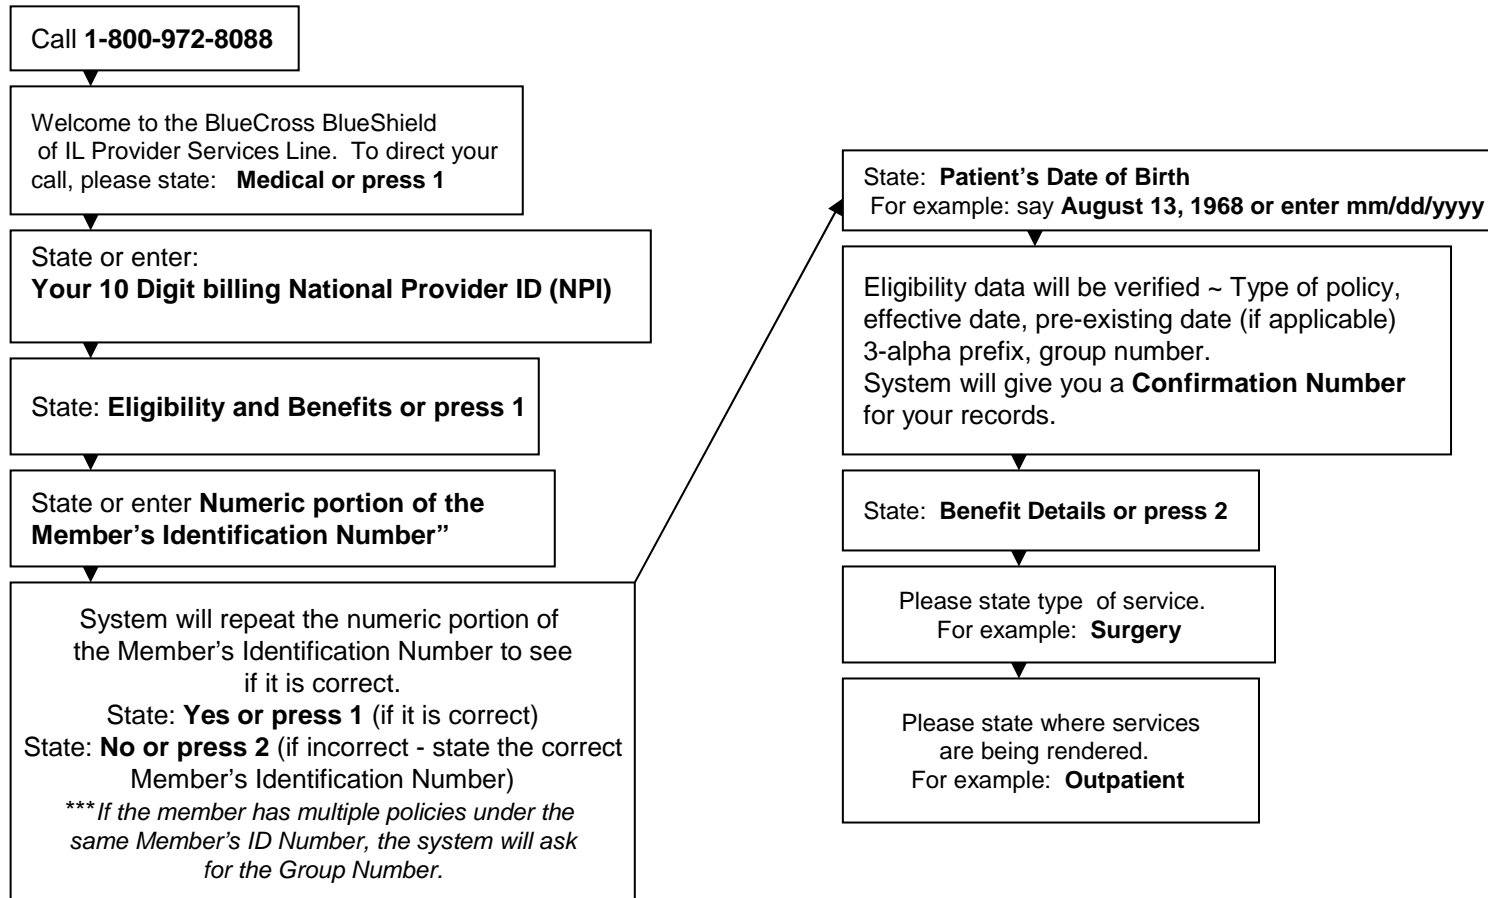 Call 1-800-972-8088
Welcome to the BlueCross BlueShield
of IL Provider Services Line. To direct your
call, please state: Medical or press 1
State or enter:
Your 10 Digit billing National Provider ID (NPI)
State: Eligibility and Benefits or press 1
State or enter Numeric portion of the
Member’s Identification Number”
System will repeat the numeric portion of
the Member’s Identification Number to see
if it is correct.
State: Yes or press 1 (if it is correct)
State: No or press 2 (if incorrect - state the correct
Member’s Identification Number)
***If the member has multiple policies under the
same Member’s ID Number, the system will ask
for the Group Number.
State: Patient’s Date of Birth
For example: say August 13, 1968 or enter mm/dd/yyyy
Eligibility data will be verified ~ Type of policy,
effective date, pre-existing date (if applicable)
3-alpha prefix, group number.
System will give you a Confirmation Number
for your records.
State: Benefit Details or press 2
Please state type of service.
For example: Surgery
Please state where services
are being rendered.
For example: Outpatient